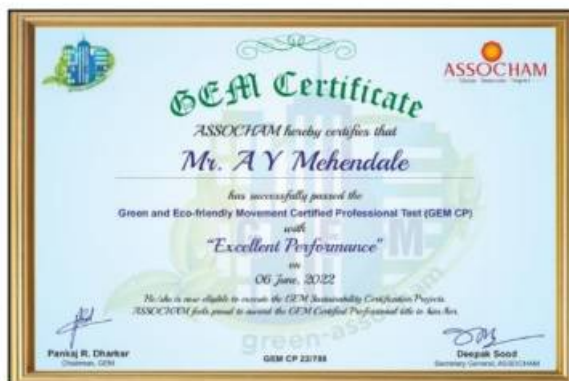 ASSOCHAM
GEM Certificate
ASSOCHAM hereby certifies that
Mr. A Y Mehendale
has successfully passed the
Green and Eco-friendly Movement Certified Professional Test (GEM CP)
with
"Excellent Performance"
on
06 June, 2022
He/she is now eligible to execute the GEM Sustainability Certification Projects.
ASSOCHAM feels proud to award the GEM Certified Professional title to him/her.
green-assocham
Pankaj R. Dharkar
Chairman, GEM
GEM CP 22/788
Deepak Sood
Secretary General, ASSOCHAM